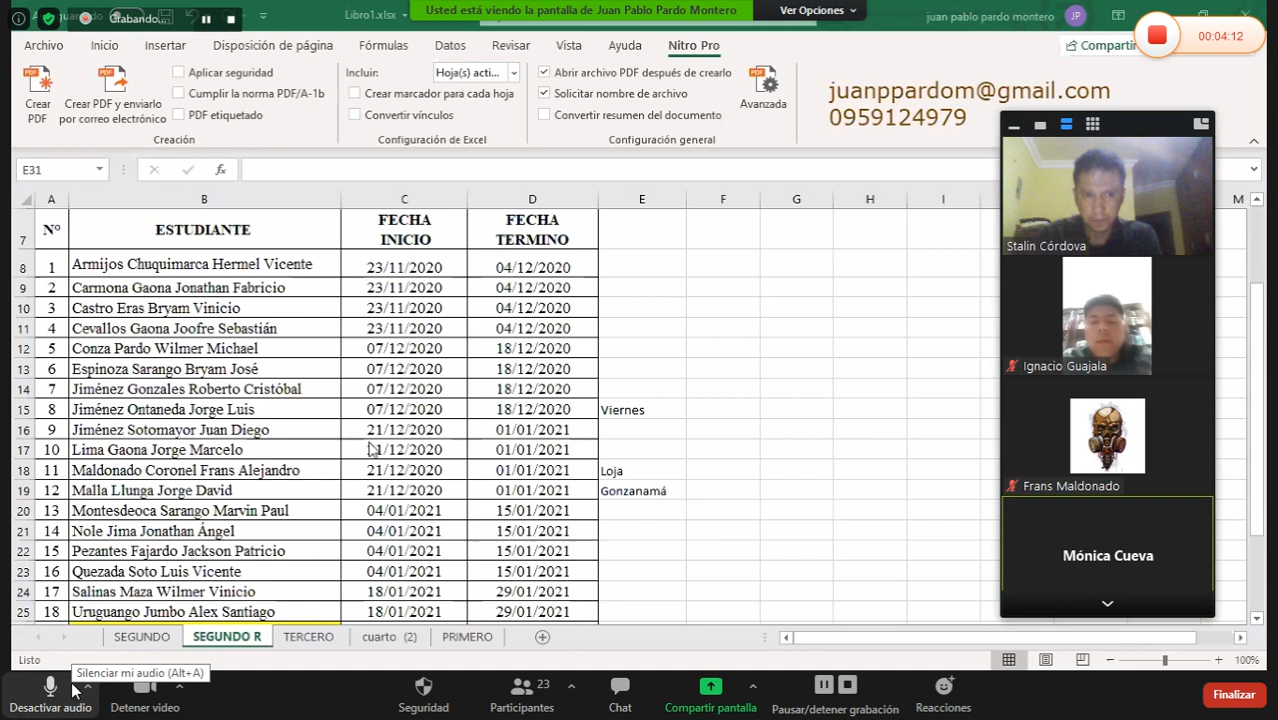 Grabando...
Libro1.xlsx
Usted está viendo la pantalla de Juan Pablo Pardo Montero
Ver Opciones
juan pablo pardo montero
JP
00:04:12
Archivo Inicio Insertar Disposición de página Fórmulas Datos Revisar Vista Ayuda Nitro Pro
Compartir
Crear PDF
Crear PDF y enviarlo por correo electrónico
Aplicar seguridad
Cumplir la norma PDF/A-1b
PDF etiquetado
Creación
Incluir: Hoja(s) acti...
Crear marcador para cada hoja
Convertir vínculos
Configuración de Excel
Abrir archivo PDF después de crearlo
Solicitar nombre de archivo
Convertir resumen del documento
Configuración general
Avanzada
juanppardom@gmail.com
0959124979
E31 fx
A B C D E F G H I M
7 N° ESTUDIANTE FECHA INICIO FECHA TERMINO
8 1 Armijos Chuquimarca Hermel Vicente 23/11/2020 04/12/2020
9 2 Carmona Gaona Jonathan Fabricio 23/11/2020 04/12/2020
10 3 Castro Eras Bryam Vinicio 23/11/2020 04/12/2020
11 4 Cevallos Gaona Joofre Sebastián 23/11/2020 04/12/2020
12 5 Conza Pardo Wilmer Michael 07/12/2020 18/12/2020
13 6 Espinoza Sarango Bryam José 07/12/2020 18/12/2020
14 7 Jiménez Gonzales Roberto Cristóbal 07/12/2020 18/12/2020
15 8 Jiménez Ontaneda Jorge Luis 07/12/2020 18/12/2020 Viernes
16 9 Jiménez Sotomayor Juan Diego 21/12/2020 01/01/2021
17 10 Lima Gaona Jorge Marcelo 21/12/2020 01/01/2021
18 11 Maldonado Coronel Frans Alejandro 21/12/2020 01/01/2021 Loja
19 12 Malla Llunga Jorge David 21/12/2020 01/01/2021 Gonzanamá
20 13 Montesdeoca Sarango Marvin Paul 04/01/2021 15/01/2021
21 14 Nole Jima Jonathan Ángel 04/01/2021 15/01/2021
22 15 Pezantes Fajardo Jackson Patricio 04/01/2021 15/01/2021
23 16 Quezada Soto Luis Vicente 04/01/2021 15/01/2021
24 17 Salinas Maza Wilmer Vinicio 18/01/2021 29/01/2021
25 18 Uruguango Jumbo Alex Santiago 18/01/2021 29/01/2021
Stalin Córdova
Ignacio Guajala
Frans Maldonado
Mónica Cueva
SEGUNDO SEGUNDO R TERCERO cuarto (2) PRIMERO
Listo
100%
Silenciar mi audio (Alt+A)
Desactivar audio
Detener video
Seguridad
23
Participantes
Chat
Compartir pantalla
Pausar/detener grabación
Reacciones
Finalizar